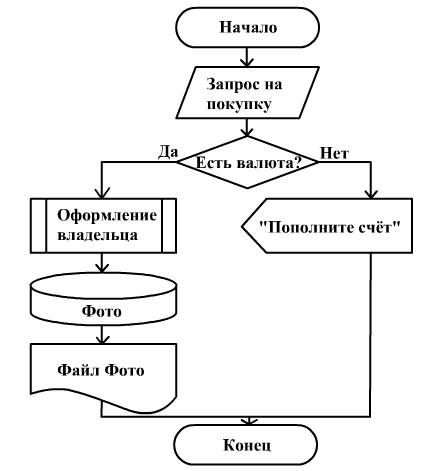 Начало
Запрос на
покупку
Да
Есть валюта?
Нет
Оформление
владельца
"Пополните счёт"
Фото
Файл Фото
Конец